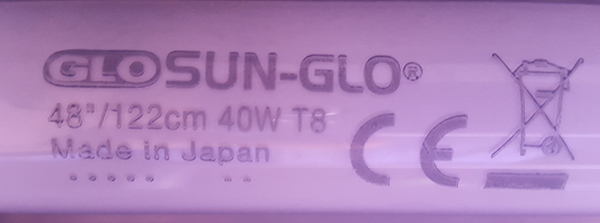 GLO SUN-GLO®
48"/122cm 40W T8
Made in Japan
CE